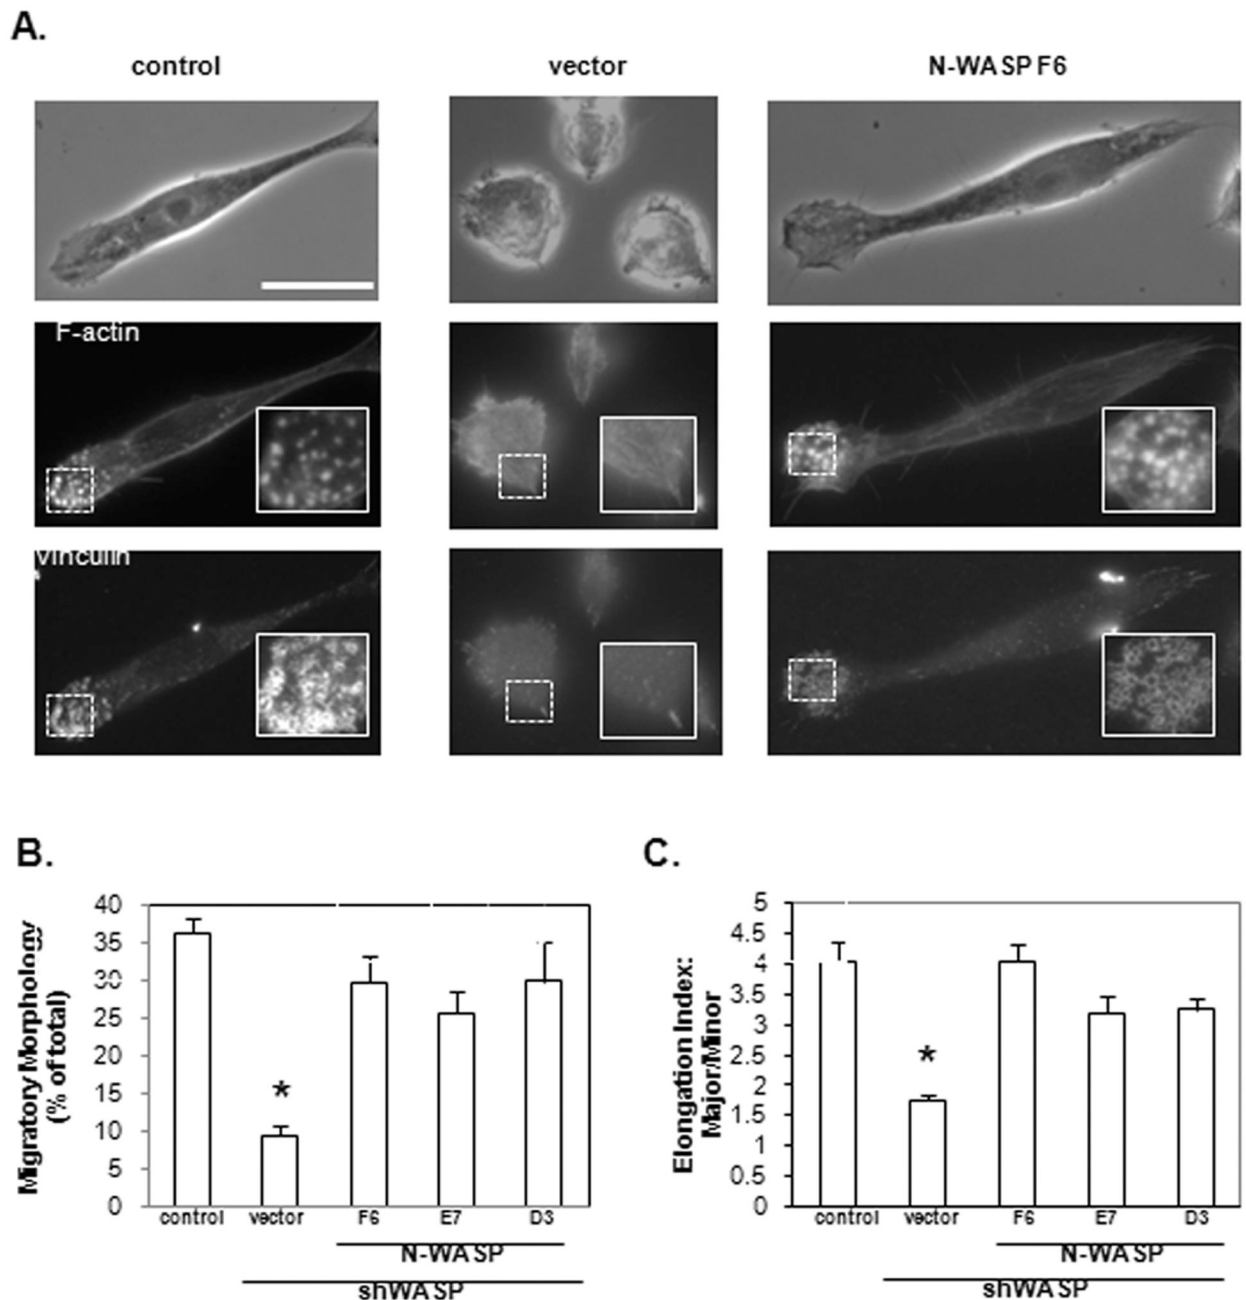 A.
control vector N-WASP F6
F-actin
Vinculin
B.
Migratory Morphology
(% of total)
40
35
30
25
20
15
10
5
0
*
control vector F6 E7 D3
N-WASP
shWASP
C.
Elongation Index:
Major/Minor
5
4.5
4
3.5
3
2.5
2
1.5
1
0.5
0
*
control vector F6 E7 D3
N-WASP
shWASP